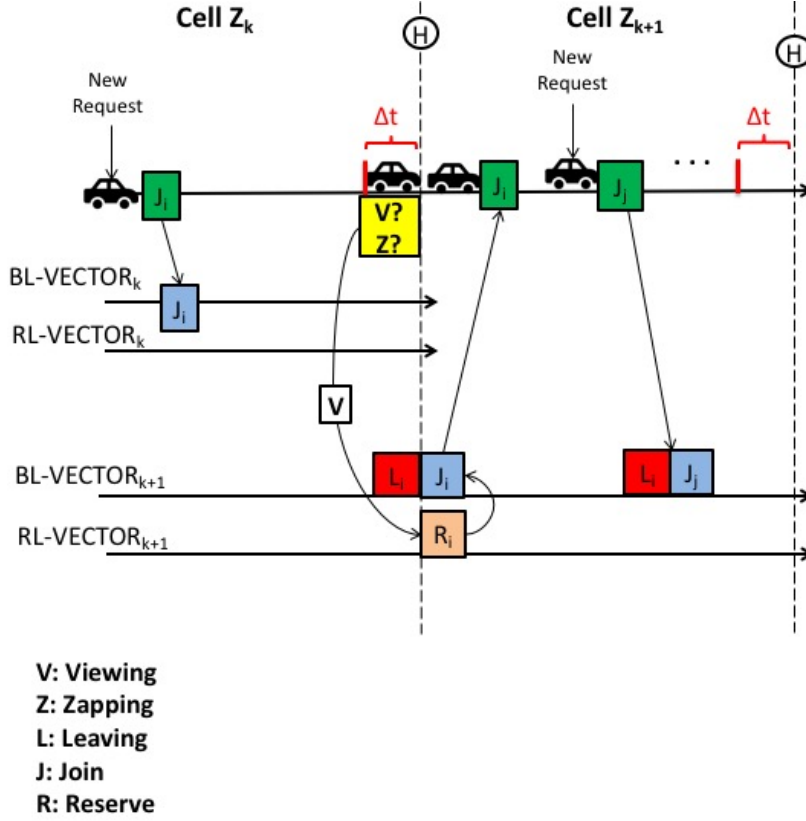 Cell Zk
Cell Zk+1
H
H
New
Request
New
Request
Δt
Δt
Ji
Ji
Jj
...
V?
Z?
BL-VECTORk
Ji
RL-VECTORk
V
BL-VECTORk+1
Li
Ji
Li
Jj
RL-VECTORk+1
Ri
V: Viewing
Z: Zapping
L: Leaving
J: Join
R: Reserve